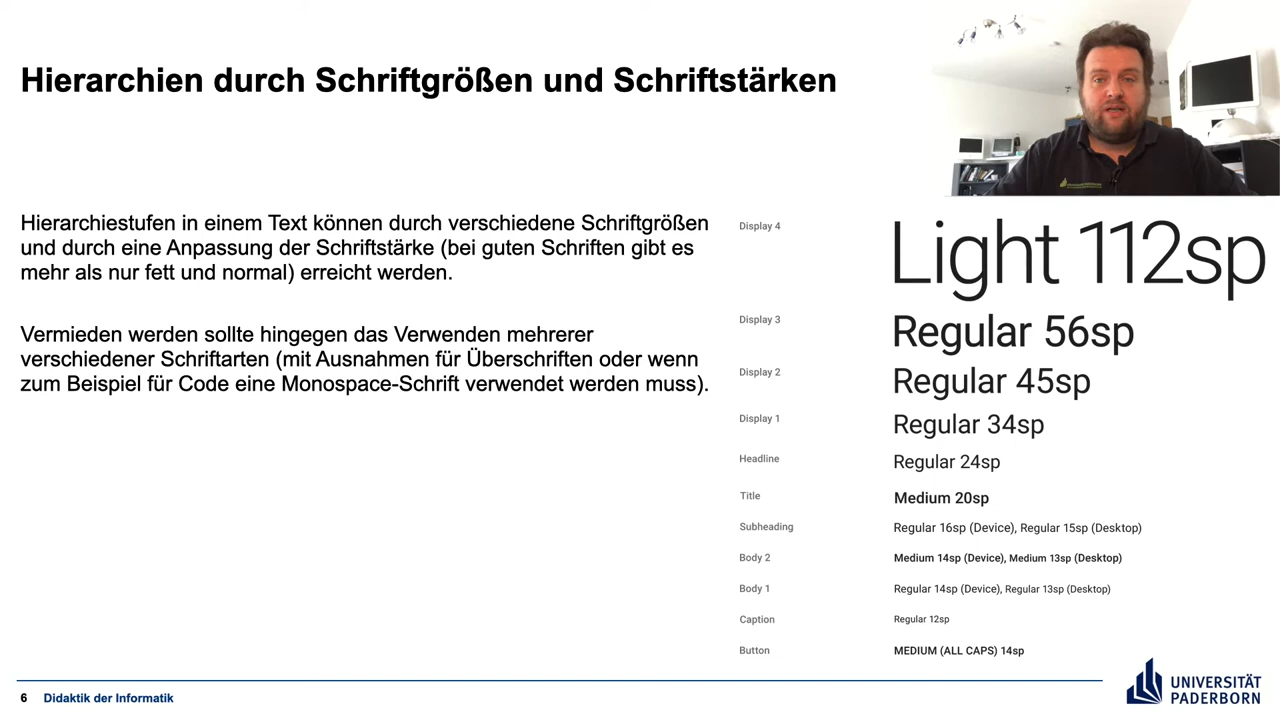 Hierarchien durch Schriftgrößen und Schriftstärken
Hierarchiestufen in einem Text können durch verschiedene Schriftgrößen
und durch eine Anpassung der Schriftstärke (bei guten Schriften gibt es
mehr als nur fett und normal) erreicht werden.
Vermieden werden sollte hingegen das Verwenden mehrerer
verschiedener Schriftarten (mit Ausnahmen für Überschriften oder wenn
zum Beispiel für Code eine Monospace-Schrift verwendet werden muss).
Display 4 Light 112sp
Display 3 Regular 56sp
Display 2 Regular 45sp
Display 1 Regular 34sp
Headline Regular 24sp
Title Medium 20sp
Subheading Regular 16sp (Device), Regular 15sp (Desktop)
Body 2 Medium 14sp (Device), Medium 13sp (Desktop)
Body 1 Regular 14sp (Device), Regular 13sp (Desktop)
Caption Regular 12sp
Button MEDIUM (ALL CAPS) 14sp
6 Didaktik der Informatik
UNIVERSITÄT
PADERBORN